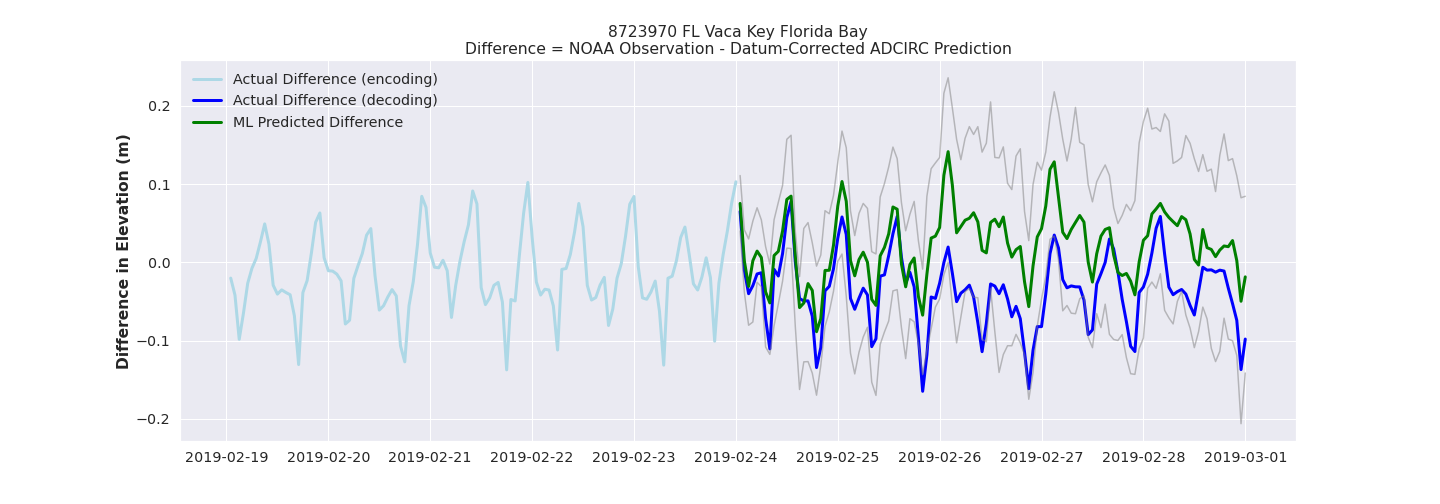 8723970 FL Vaca Key Florida Bay
Difference = NOAA Observation - Datum-Corrected ADCIRC Prediction
Actual Difference (encoding)
Actual Difference (decoding)
ML Predicted Difference
Difference in Elevation (m)
0.2
0.1
0.0
−0.1
−0.2
2019-02-19 2019-02-20 2019-02-21 2019-02-22 2019-02-23 2019-02-24 2019-02-25 2019-02-26 2019-02-27 2019-02-28 2019-03-01